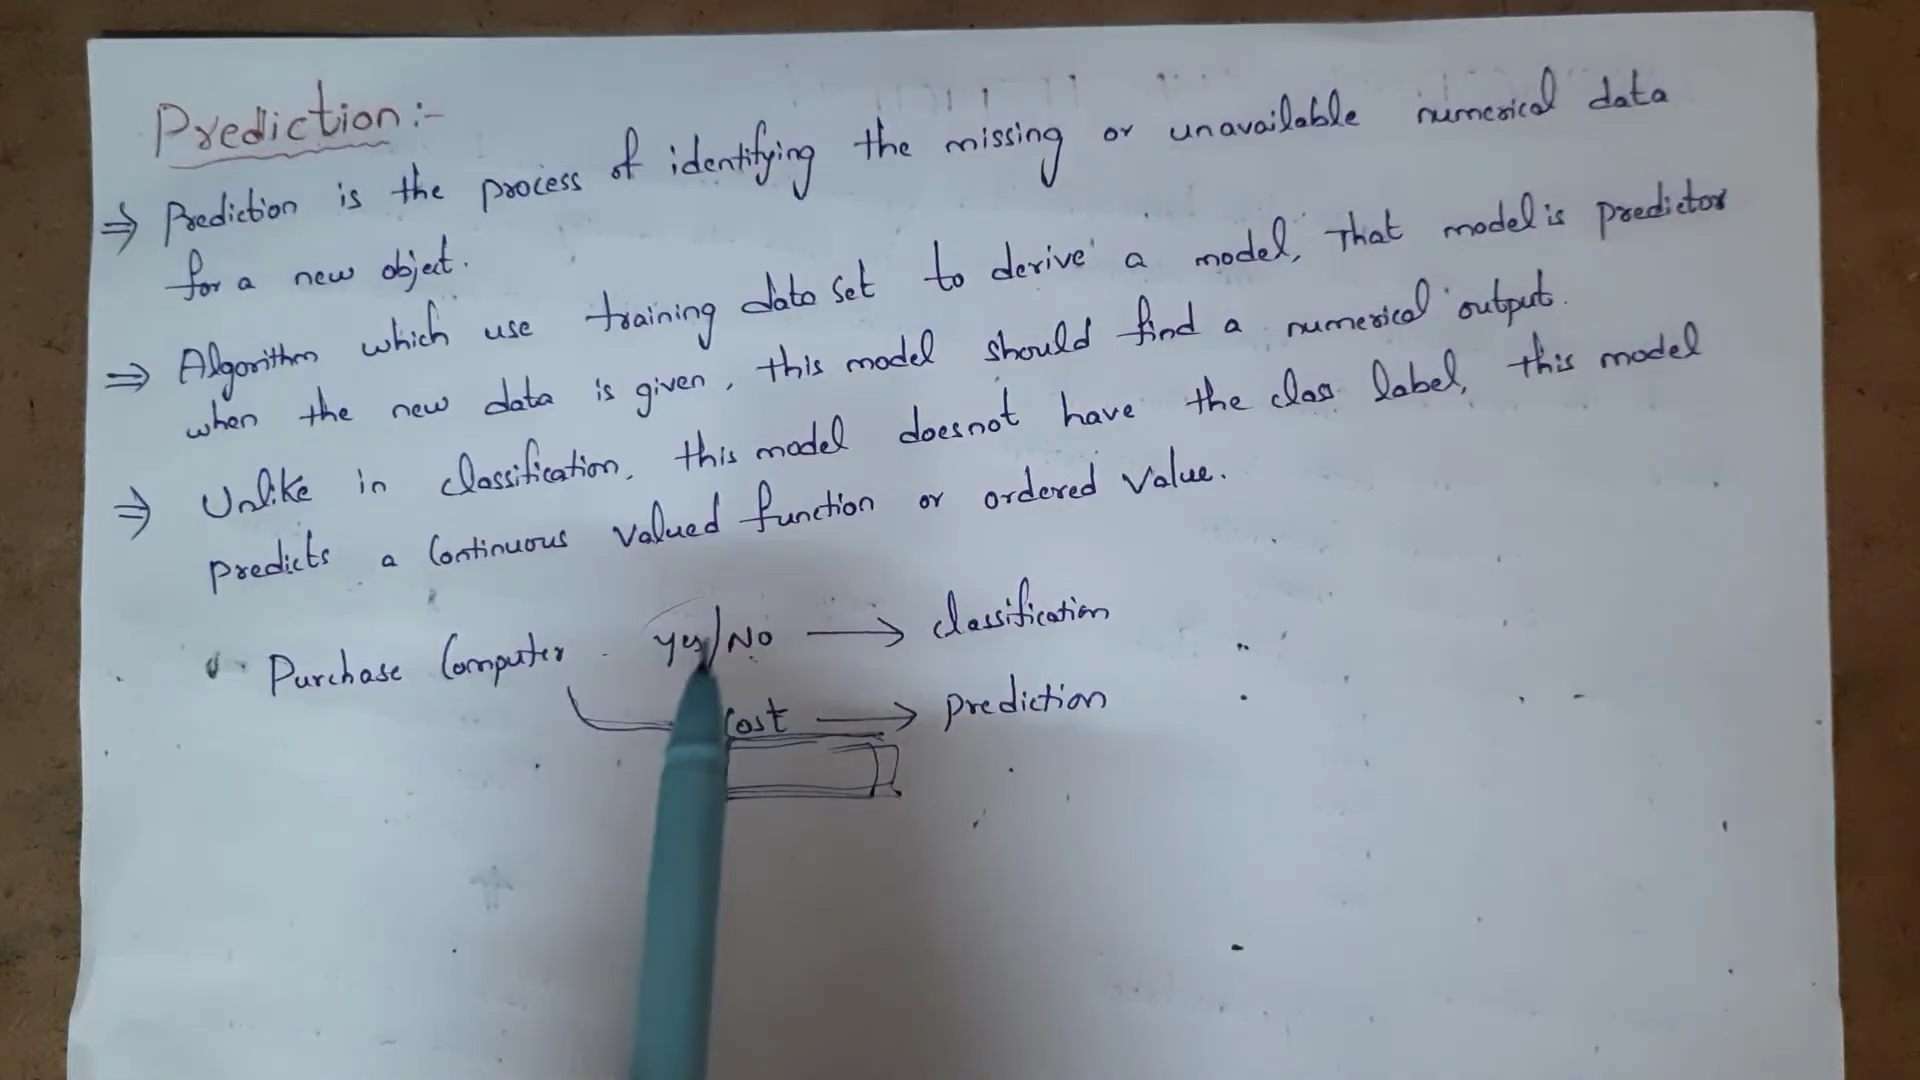 Prediction:-
⇒ Prediction is the process of identifying the missing or unavailable numerical data
for a new object.
⇒ Algorithm which use training data set to derive a model, That model is predictor
when the new data is given, this model should find a numerical output.
⇒ Unlike in classification, this model doesnot have the class label, this model
predicts a Continuous valued function or ordered value.
Purchase Computer yes/No → classification
Cost → prediction